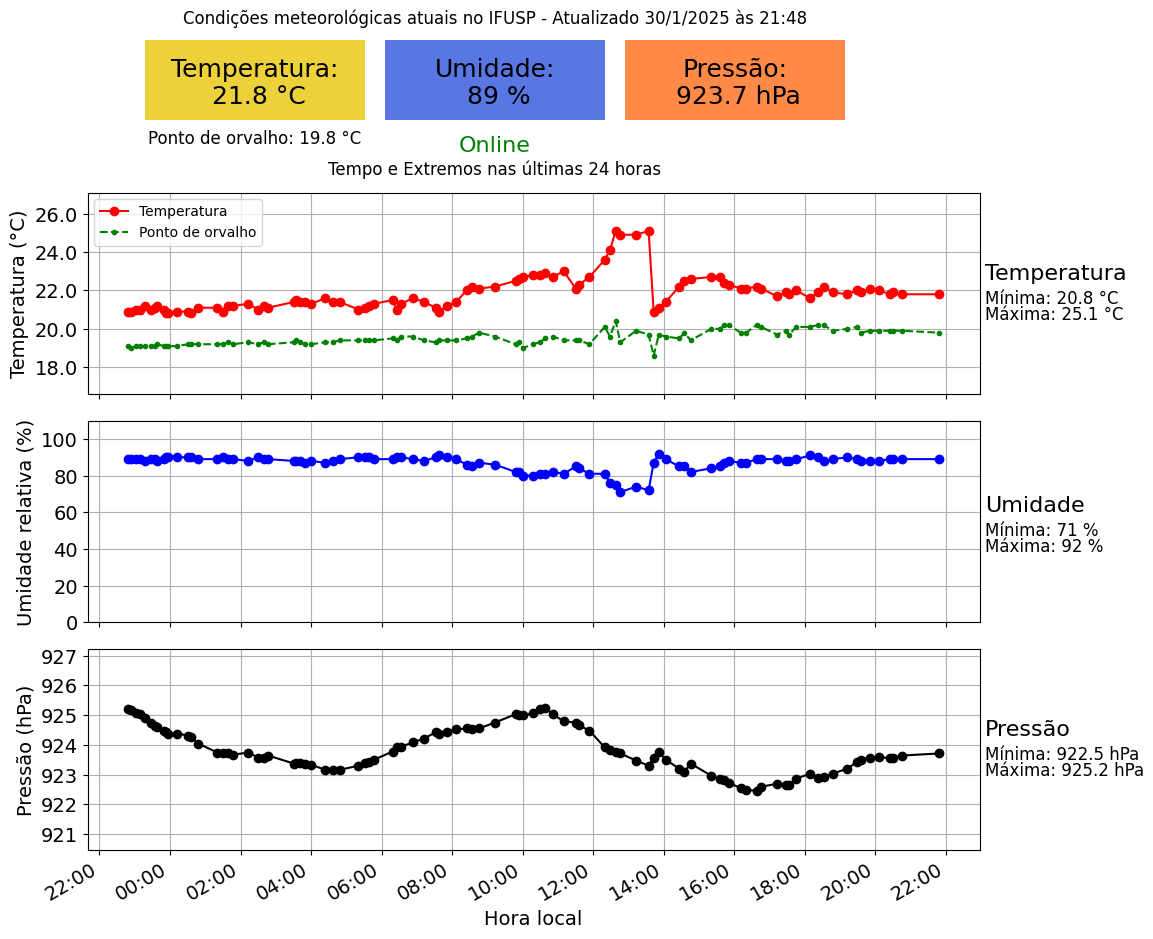 Condições meteorológicas atuais no IFUSP - Atualizado 30/1/2025 às 21:48
Temperatura:
21.8 °C
Umidade:
89 %
Pressão:
923.7 hPa
Ponto de orvalho: 19.8 °C
Online
Tempo e Extremos nas últimas 24 horas
Temperatura (°C)
26.0
24.0
22.0
20.0
18.0
Temperatura
Ponto de orvalho
Temperatura
Mínima: 20.8 °C
Máxima: 25.1 °C
Umidade relativa (%)
100
80
60
40
20
0
Umidade
Mínima: 71 %
Máxima: 92 %
Pressão (hPa)
927
926
925
924
923
922
921
Pressão
Mínima: 922.5 hPa
Máxima: 925.2 hPa
22:00
00:00
02:00
04:00
06:00
08:00
10:00
12:00
14:00
16:00
18:00
20:00
22:00
Hora local